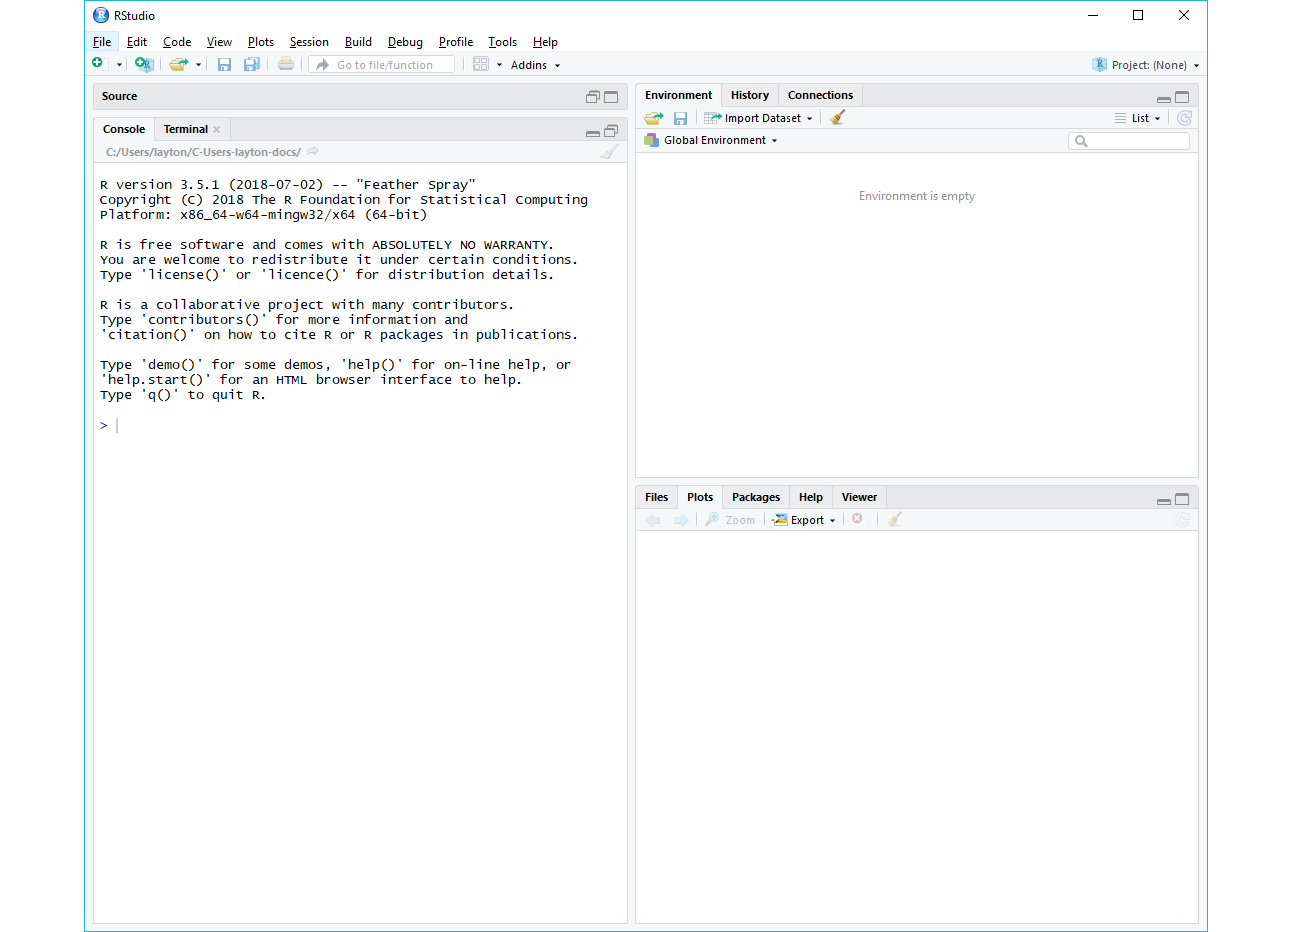 RStudio
File Edit Code View Plots Session Build Debug Profile Tools Help
Go to file/function Addins Project: (None)
Source
Console Terminal
C:/Users/layton/C-Users-layton-docs/
R version 3.5.1 (2018-07-02) -- "Feather Spray"
Copyright (C) 2018 The R Foundation for Statistical Computing
Platform: x86_64-w64-mingw32/x64 (64-bit)
R is free software and comes with ABSOLUTELY NO WARRANTY.
You are welcome to redistribute it under certain conditions.
Type 'license()' or 'licence()' for distribution details.
R is a collaborative project with many contributors.
Type 'contributors()' for more information and
'citation()' on how to cite R or R packages in publications.
Type 'demo()' for some demos, 'help()' for on-line help, or
'help.start()' for an HTML browser interface to help.
Type 'q()' to quit R.
>
Environment History Connections
Import Dataset List
Global Environment
Environment is empty
Files Plots Packages Help Viewer
Zoom Export